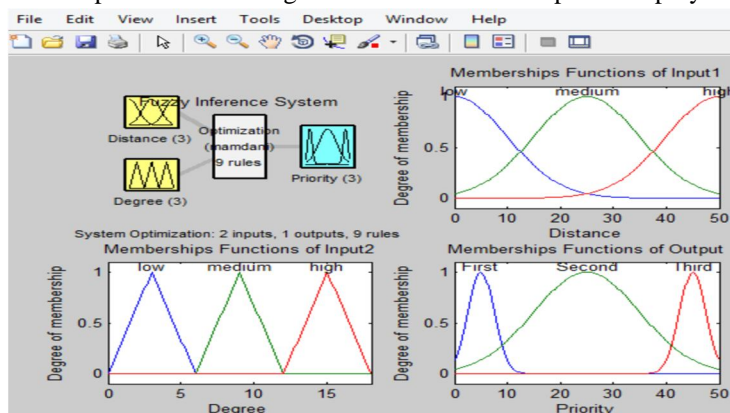 File Edit View Insert Tools Desktop Window Help
Fuzzy Inference System
Distance (3)
Degree (3)
Optimization
(mamdani)
9 rules
Priority (3)
System Optimization: 2 inputs, 1 outputs, 9 rules
Memberships Functions of Input1
low medium high
Degree of membership
1
0.5
0
0 10 20 30 40 50
Distance
Memberships Functions of Input2
low medium high
Degree of membership
1
0.5
0
0 5 10 15
Degree
Memberships Functions of Output
First Second Third
Degree of membership
1
0.5
0
0 10 20 30 40 50
Priority